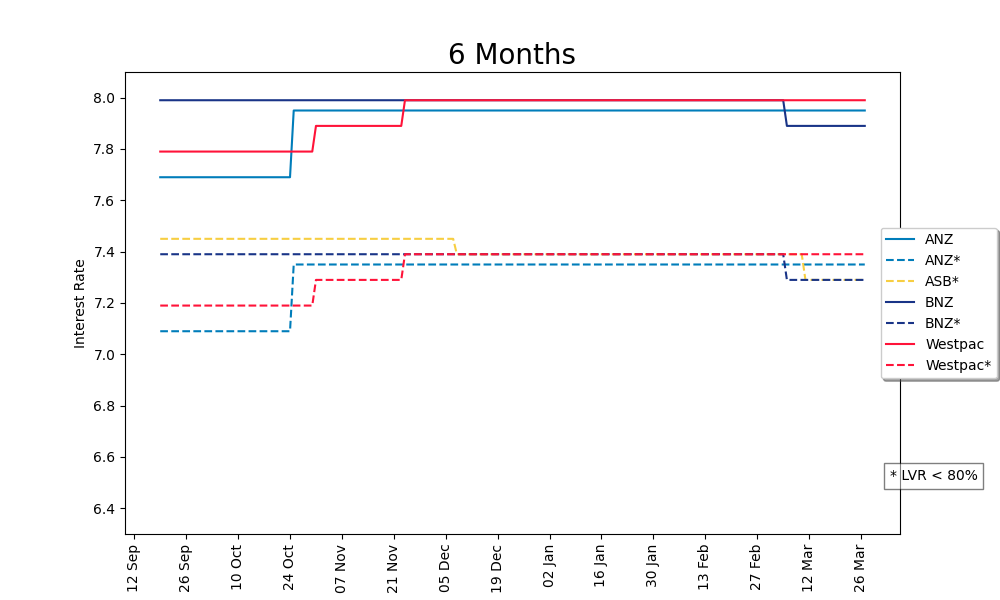 6 Months
8.0
7.8
7.6
7.4
7.2
7.0
6.8
6.6
6.4
Interest Rate
12 Sep
26 Sep
10 Oct
24 Oct
07 Nov
21 Nov
05 Dec
19 Dec
02 Jan
16 Jan
30 Jan
13 Feb
27 Feb
12 Mar
26 Mar
ANZ
ANZ*
ASB*
BNZ
BNZ*
Westpac
Westpac*
* LVR < 80%